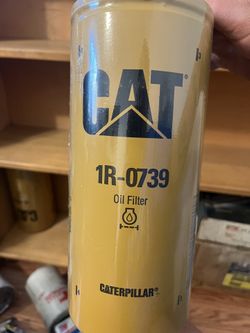 CAT
1R-0739
Oil Filter
CATERPILLAR®